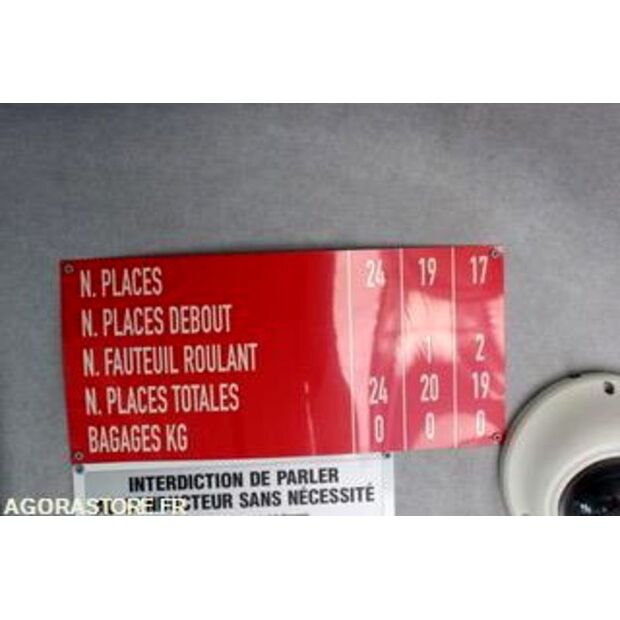 N. PLACES 24 19 17
N. PLACES DEBOUT
N. FAUTEUIL ROULANT 1 2
N. PLACES TOTALES 24 20 19
BAGAGES KG 0 0 0
INTERDICTION DE PARLER
SANS NÉCESSITÉ
AGORASTORE.FR